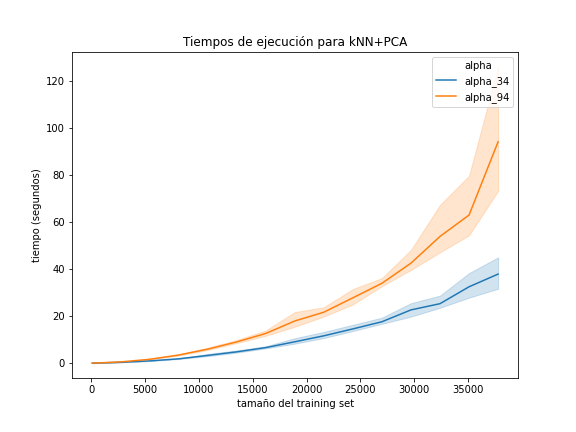 Tiempos de ejecución para kNN+PCA
alpha
alpha_34
alpha_94
tiempo (segundos)
120
100
80
60
40
20
0
0 5000 10000 15000 20000 25000 30000 35000
tamaño del training set